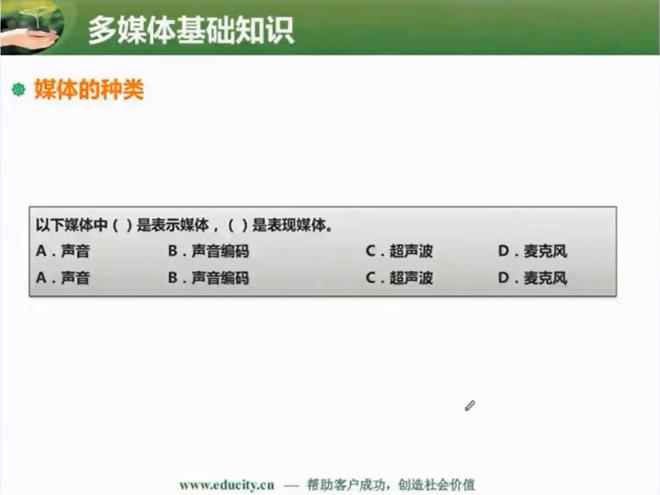 多媒体基础知识
媒体的种类
以下媒体中（ ）是表示媒体，（ ）是表现媒体。
A．声音 B．声音编码 C．超声波 D．麦克风
A．声音 B．声音编码 C．超声波 D．麦克风
www.educity.cn — 帮助客户成功，创造社会价值